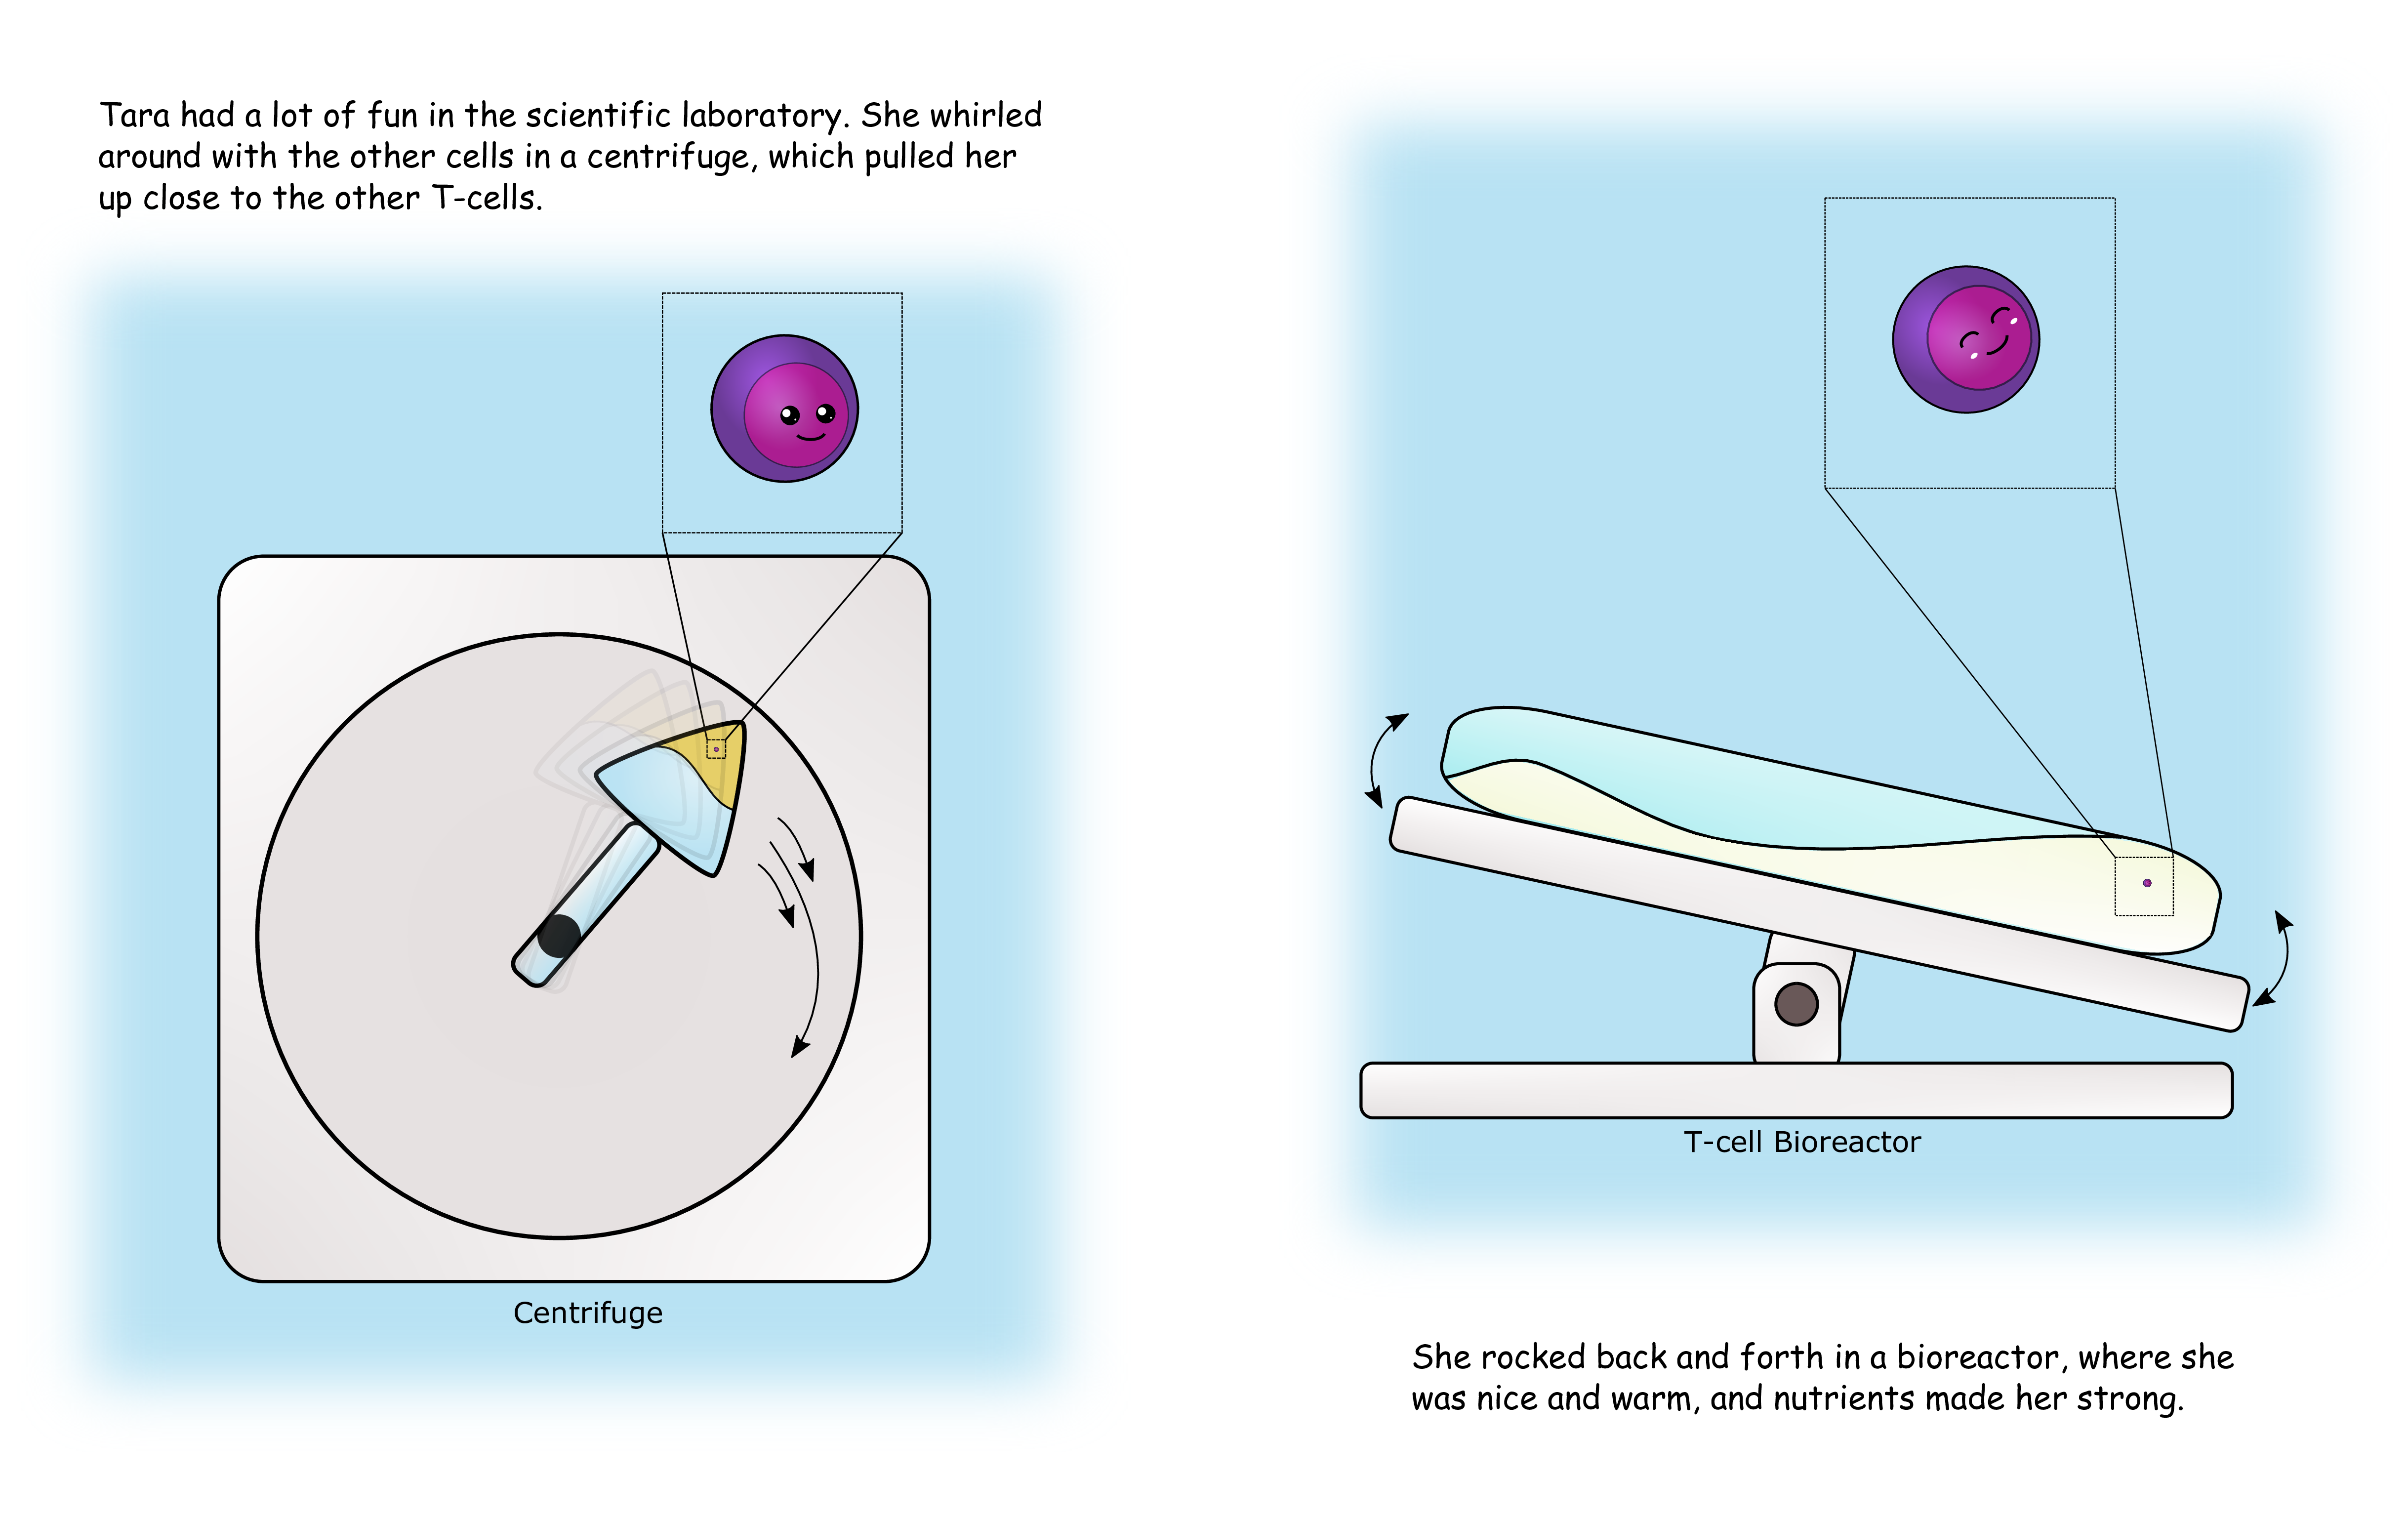 Tara had a lot of fun in the scientific laboratory. She whirled
around with the other cells in a centrifuge, which pulled her
up close to the other T-cells.
Centrifuge
T-cell Bioreactor
She rocked back and forth in a bioreactor, where she
was nice and warm, and nutrients made her strong.